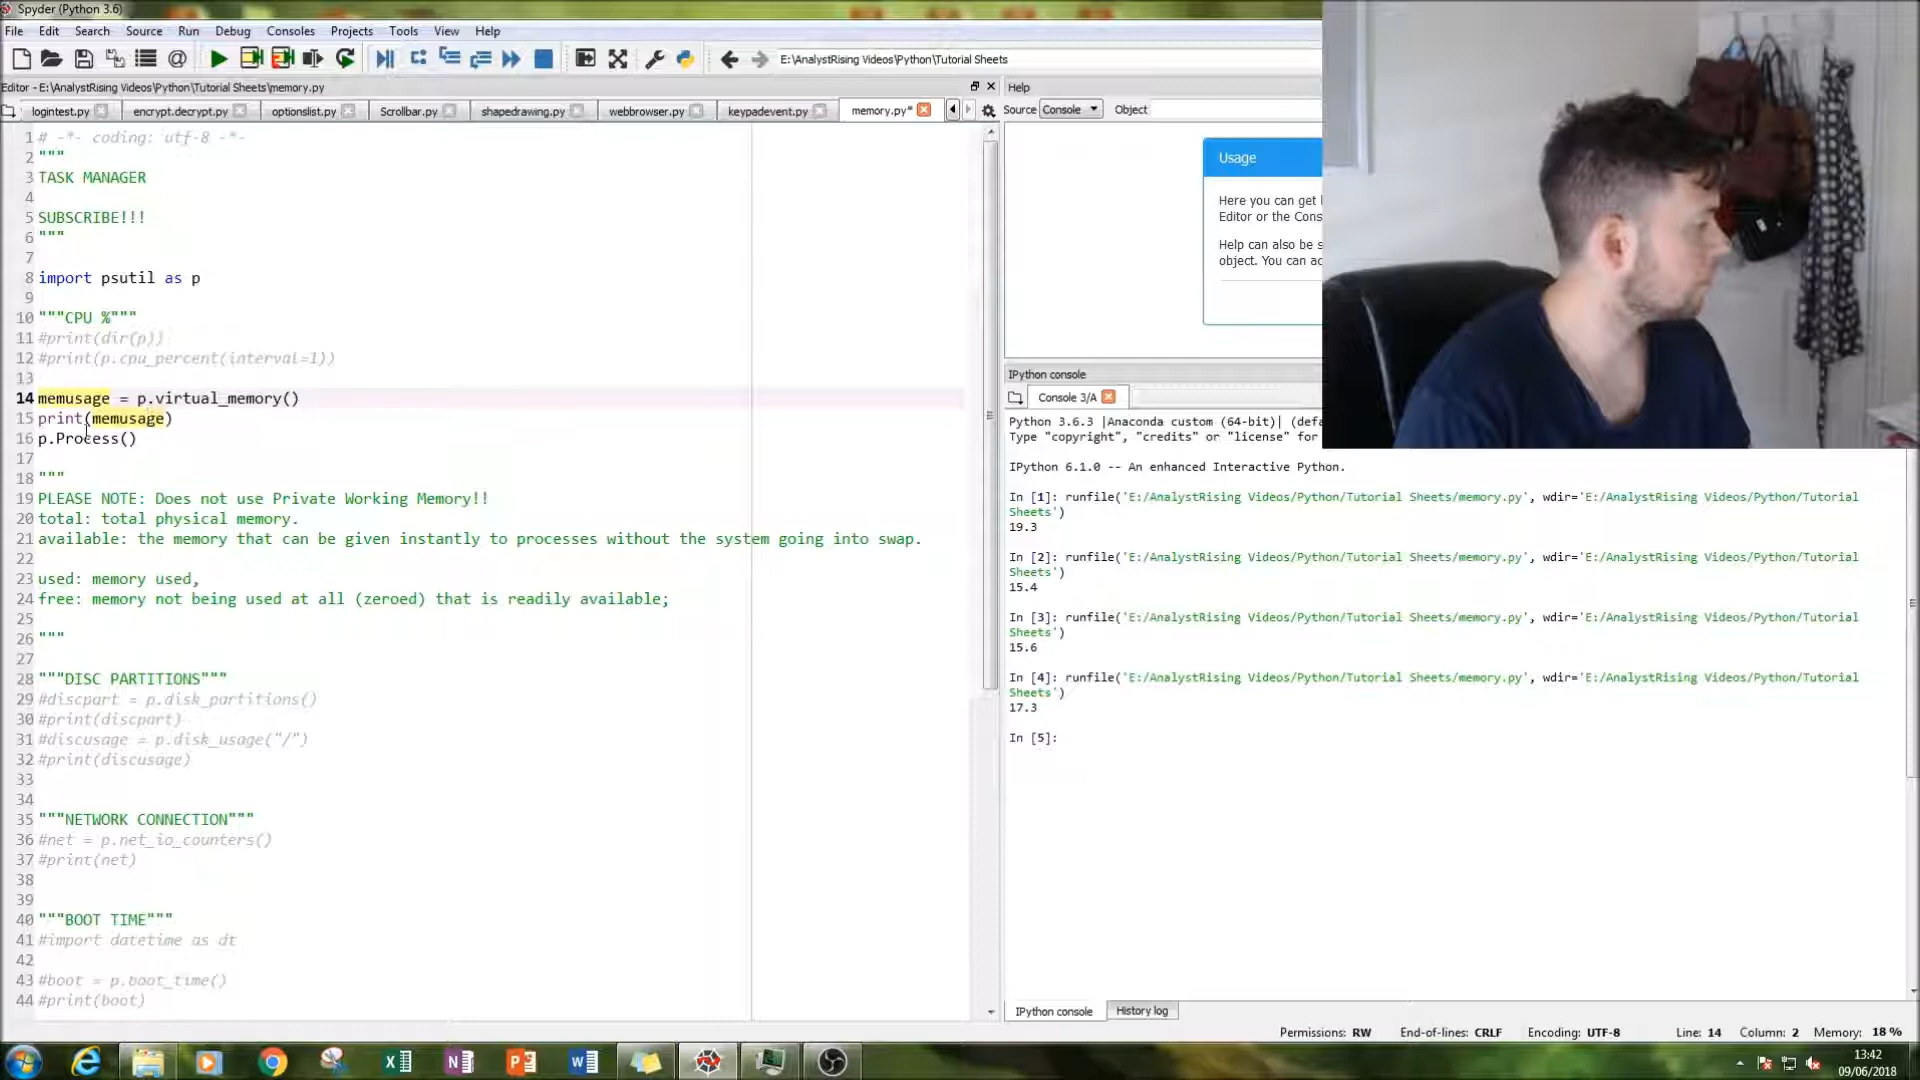 Spyder (Python 3.6)
File Edit Search Source Run Debug Consoles Projects Tools View Help
E:\AnalystRising Videos\Python\Tutorial Sheets
Editor - E:\AnalystRising Videos\Python\Tutorial Sheets\memory.py
Help
logintest.py encrypt.decrypt.py optionslist.py Scrollbar.py shapedrawing.py webbrowser.py keypadevent.py memory.py*
Source Console Object
1 # -*- coding: utf-8 -*-
2 """
3 TASK MANAGER
4
5 SUBSCRIBE!!!
6 """
7
8 import psutil as p
9
10 """CPU %"""
11 #print(dir(p))
12 #print(p.cpu_percent(interval=1))
13
14 memusage = p.virtual_memory()
15 print(memusage)
16 p.Process()
17
18 """
19 PLEASE NOTE: Does not use Private Working Memory!!
20 total: total physical memory.
21 available: the memory that can be given instantly to processes without the system going into swap.
22
23 used: memory used,
24 free: memory not being used at all (zeroed) that is readily available;
25
26 """
27
28 """DISC PARTITIONS"""
29 #discpart = p.disk_partitions()
30 #print(discpart)
31 #discusage = p.disk_usage("/")
32 #print(discusage)
33
34
35 """NETWORK CONNECTION"""
36 #net = p.net_io_counters()
37 #print(net)
38
39
40 """BOOT TIME"""
41 #import datetime as dt
42
43 #boot = p.boot_time()
44 #print(boot)
Usage
Here you can get
Editor or the Cons
Help can also be s
object. You can ac
IPython console
Console 3/A
Python 3.6.3 |Anaconda custom (64-bit)| (defa
Type "copyright", "credits" or "license" for
IPython 6.1.0 -- An enhanced Interactive Python.
In [1]: runfile('E:/AnalystRising Videos/Python/Tutorial Sheets/memory.py', wdir='E:/AnalystRising Videos/Python/Tutorial
Sheets')
19.3
In [2]: runfile('E:/AnalystRising Videos/Python/Tutorial Sheets/memory.py', wdir='E:/AnalystRising Videos/Python/Tutorial
Sheets')
15.4
In [3]: runfile('E:/AnalystRising Videos/Python/Tutorial Sheets/memory.py', wdir='E:/AnalystRising Videos/Python/Tutorial
Sheets')
15.6
In [4]: runfile('E:/AnalystRising Videos/Python/Tutorial Sheets/memory.py', wdir='E:/AnalystRising Videos/Python/Tutorial
Sheets')
17.3
In [5]:
IPython console History log
Permissions: RW End-of-lines: CRLF Encoding: UTF-8 Line: 14 Column: 2 Memory: 18 %
13:42
09/06/2018